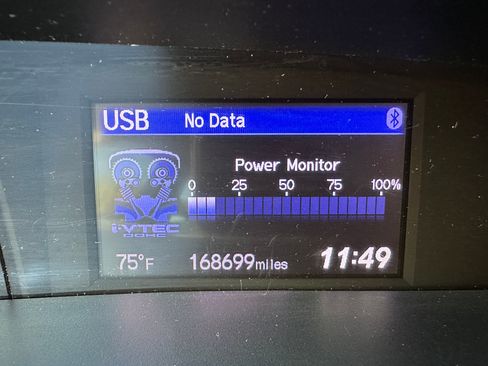 USB No Data
Power Monitor
0 25 50 75 100%
i-VTEC
DOHC
75°F 168699miles 11:49